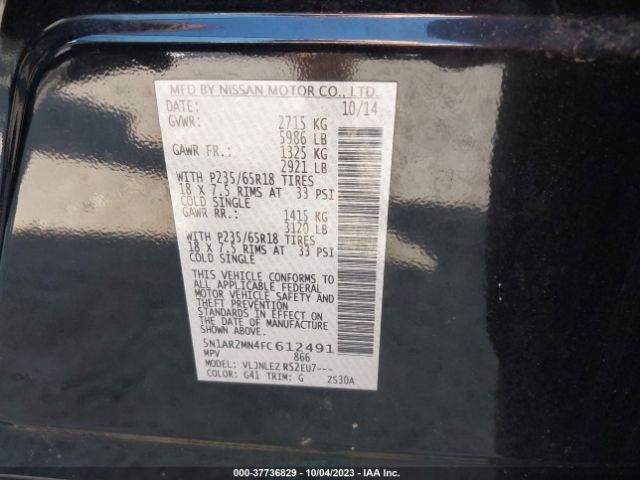 MFD BY NISSAN MOTOR CO., LTD.
DATE: 10/14
GVWR: 2715 KG
5986 LB
GAWR FR.: 1325 KG
2921 LB
WITH P235/65R18 TIRES
18 X 7.5 RIMS AT 33 PSI
COLD SINGLE
GAWR RR.: 1415 KG
3120 LB
WITH P235/65R18 TIRES
18 X 7.5 RIMS AT 33 PSI
COLD SINGLE
THIS VEHICLE CONFORMS TO
ALL APPLICABLE FEDERAL
MOTOR VEHICLE SAFETY AND
THEFT PREVENTION
STANDARDS IN EFFECT ON
THE DATE OF MANUFACTURE
SHOWN ABOVE.
5N1AR2MN4FC612491
MPV 866
MODEL: VLJNLEZ R52EU7---
COLOR: G41 TRIM: G 2S30A
000-37736829 - 10/04/2023 - IAA Inc.